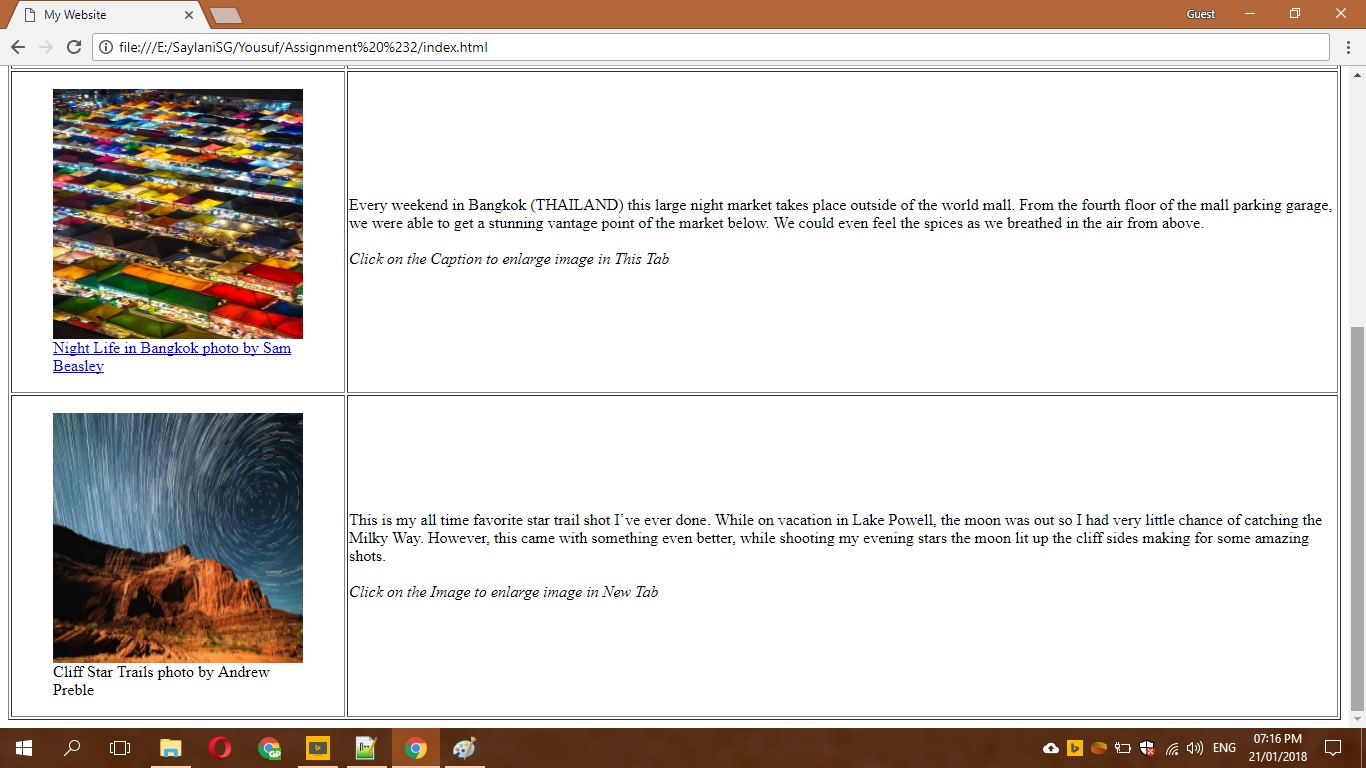 My Website
Guest
file:///E:/SaylaniSG/Yousuf/Assignment%20%232/index.html
Night Life in Bangkok photo by Sam
Beasley
Every weekend in Bangkok (THAILAND) this large night market takes place outside of the world mall. From the fourth floor of the mall parking garage,
we were able to get a stunning vantage point of the market below. We could even feel the spices as we breathed in the air from above.
Click on the Caption to enlarge image in This Tab
Cliff Star Trails photo by Andrew
Preble
This is my all time favorite star trail shot I’ve ever done. While on vacation in Lake Powell, the moon was out so I had very little chance of catching the
Milky Way. However, this came with something even better, while shooting my evening stars the moon lit up the cliff sides making for some amazing
shots.
Click on the Image to enlarge image in New Tab
GP
ENG
07:16 PM
21/01/2018